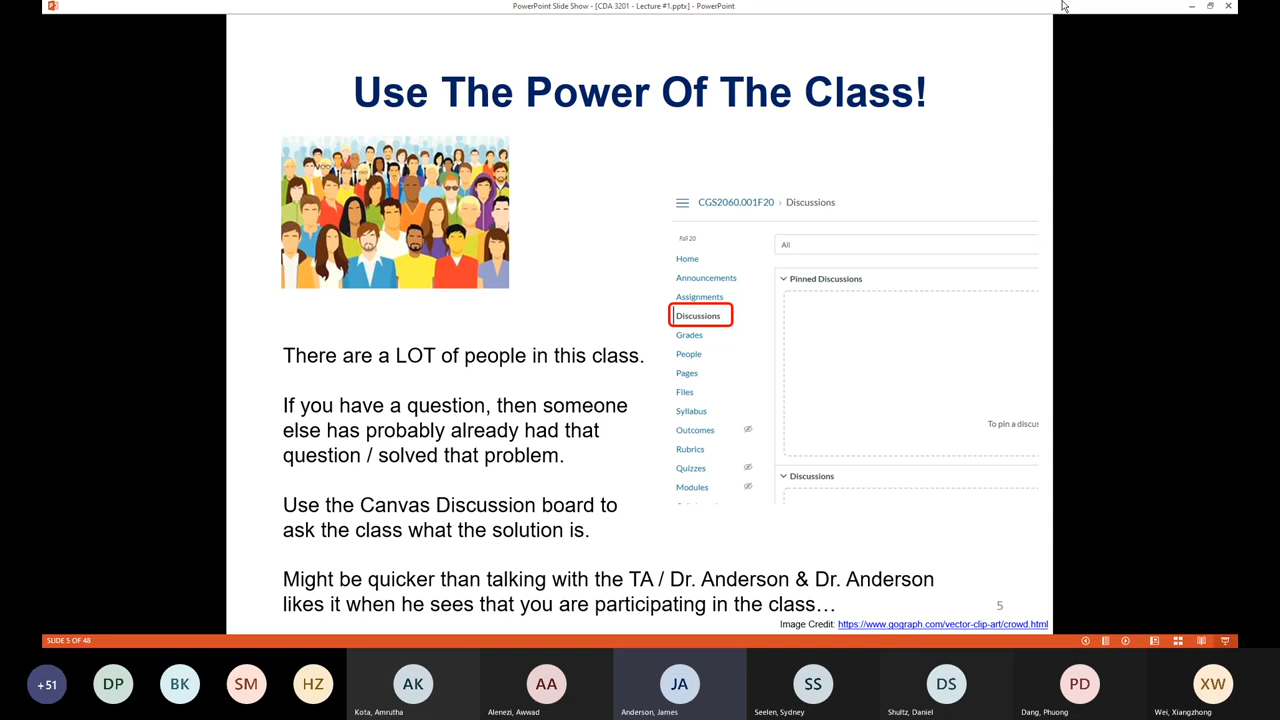 PowerPoint Slide Show - [CDA 3201 - Lecture #1.pptx] - PowerPoint
Use The Power Of The Class!
There are a LOT of people in this class.
If you have a question, then someone
else has probably already had that
question / solved that problem.
Use the Canvas Discussion board to
ask the class what the solution is.
Might be quicker than talking with the TA / Dr. Anderson & Dr. Anderson
likes it when he sees that you are participating in the class…
CGS2060.001F20 › Discussions
Fall 20
Home
Announcements
Assignments
Discussions
Grades
People
Pages
Files
Syllabus
Outcomes
Rubrics
Quizzes
Modules
All
Pinned Discussions
To pin a discus
Discussions
5
Image Credit: https://www.gograph.com/vector-clip-art/crowd.html
SLIDE 5 OF 48
+51
DP
BK
SM
HZ
AK
AA
JA
SS
DS
PD
XW
Kota, Amrutha
Alenezi, Awwad
Anderson, James
Seelen, Sydney
Shultz, Daniel
Dang, Phuong
Wei, Xiangzhong